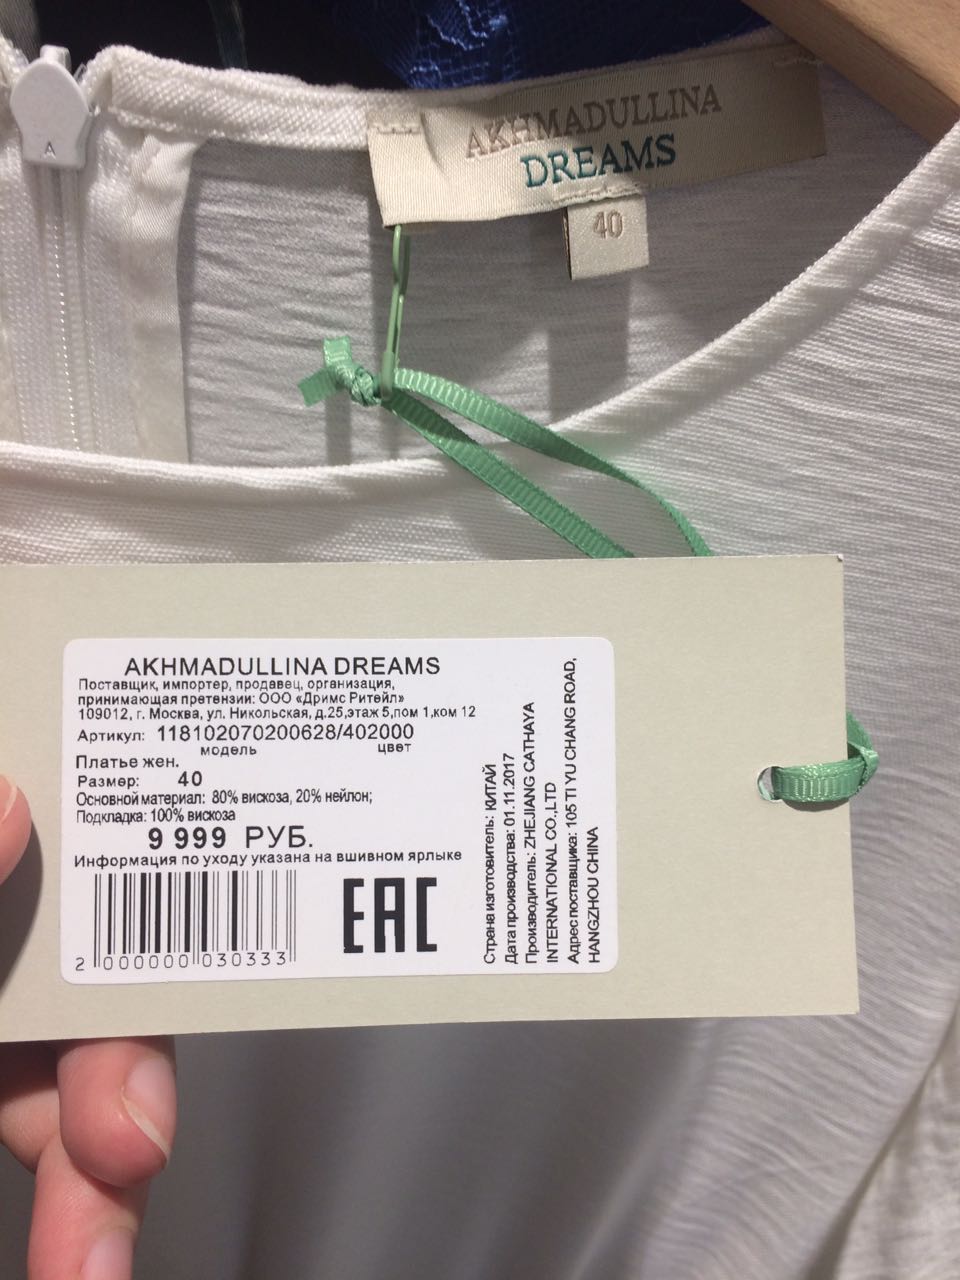 AKHMADULLINA
DREAMS
40
A
AKHMADULLINA DREAMS
Поставщик, импортер, продавец, организация,
принимающая претензии: ООО «Дримс Ритейл»
109012, г. Москва, ул. Никольская, д.25,этаж 5,пом 1,ком 12
Артикул: 118102070200628/402000
модель цвет
Платье жен.
Размер: 40
Основной материал: 80% вискоза, 20% нейлон;
Подкладка: 100% вискоза
9 999 РУБ.
Информация по уходу указана на вшивном ярлыке
EAC
2 000000 030333
Страна изготовитель: КИТАЙ
Дата производства: 01.11.2017
Производитель: ZHEJIANG CATHAYA
INTERNATIONAL CO.,LTD
Адрес поставщика: 105 TI YU CHANG ROAD,
HANGZHOU CHINA